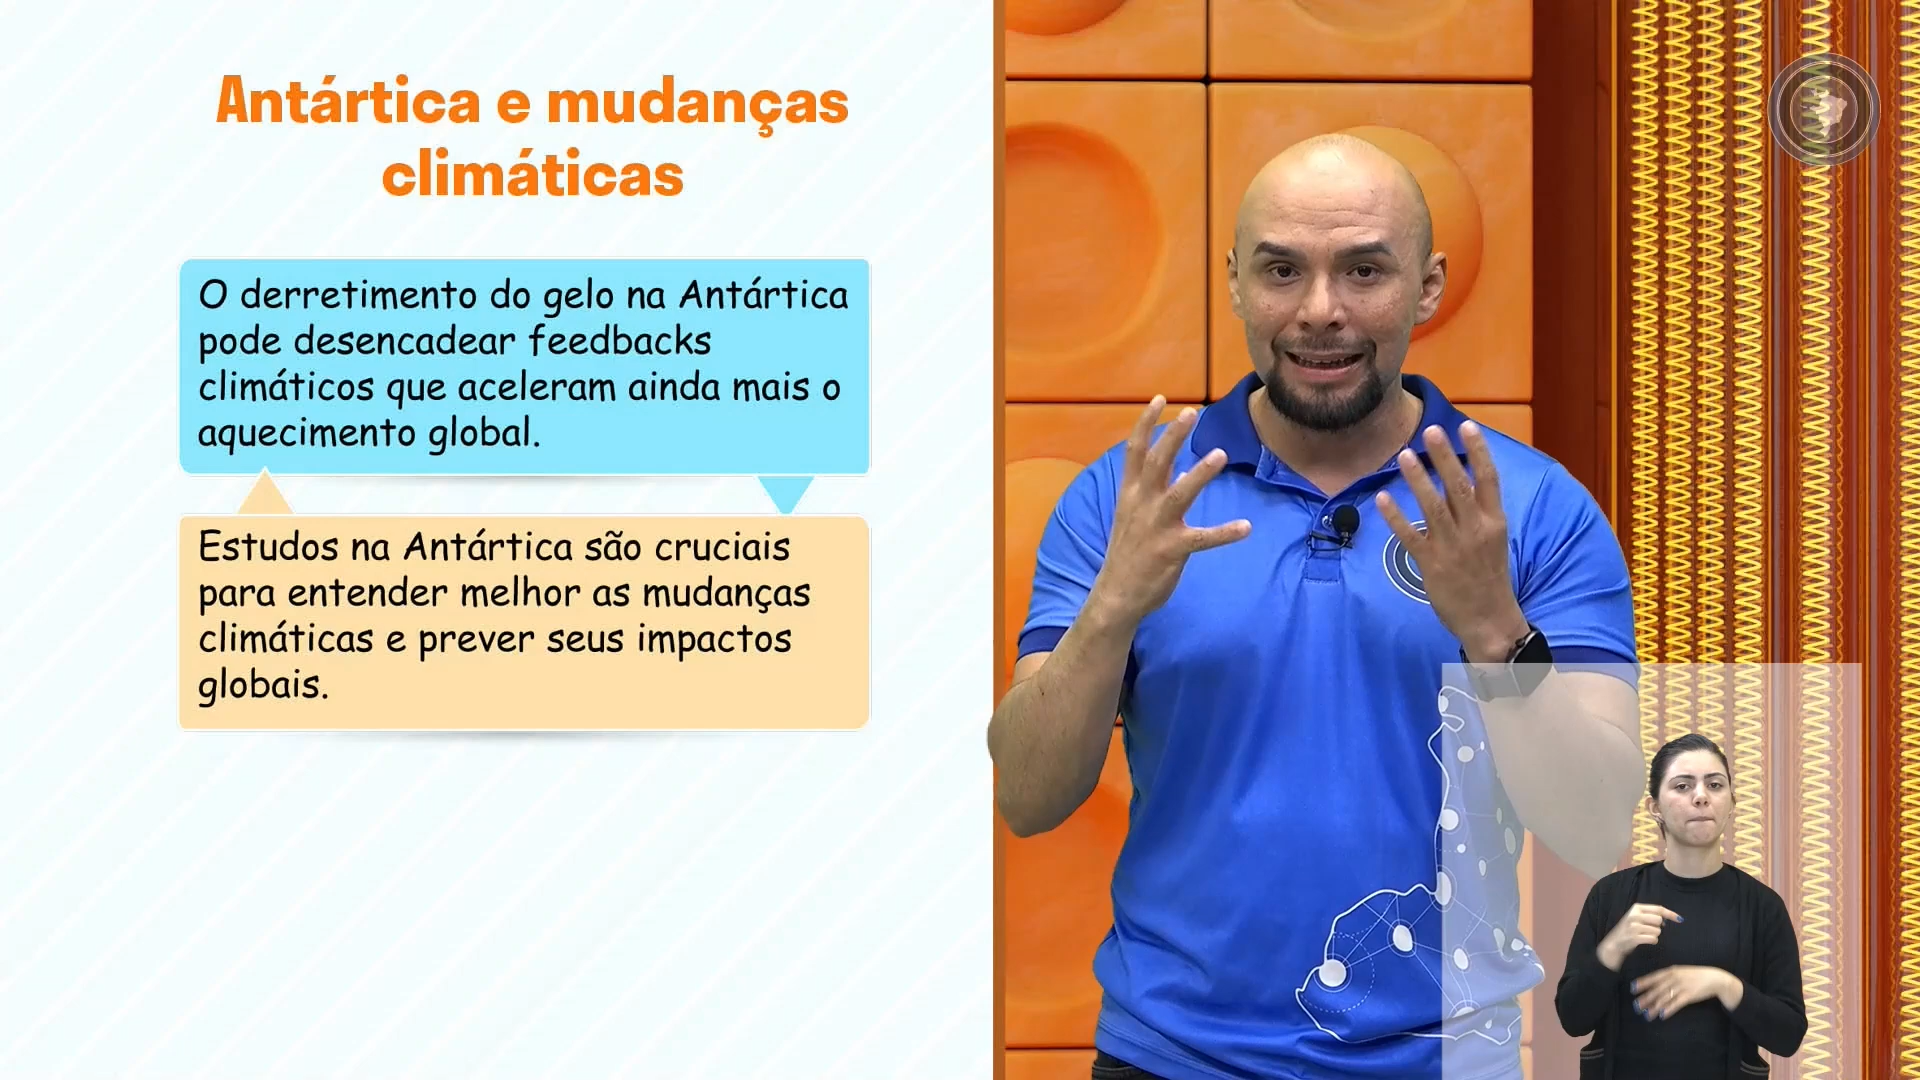 Antártica e mudanças
climáticas
O derretimento do gelo na Antártica
pode desencadear feedbacks
climáticos que aceleram ainda mais o
aquecimento global.
Estudos na Antártica são cruciais
para entender melhor as mudanças
climáticas e prever seus impactos
globais.